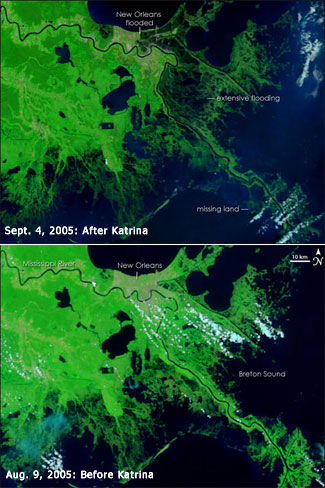 New Orleans
flooded
extensive flooding
missing land
Sept. 4, 2005: After Katrina
10 km
N
Mississippi River
New Orleans
Breton Sound
Aug. 9, 2005: Before Katrina